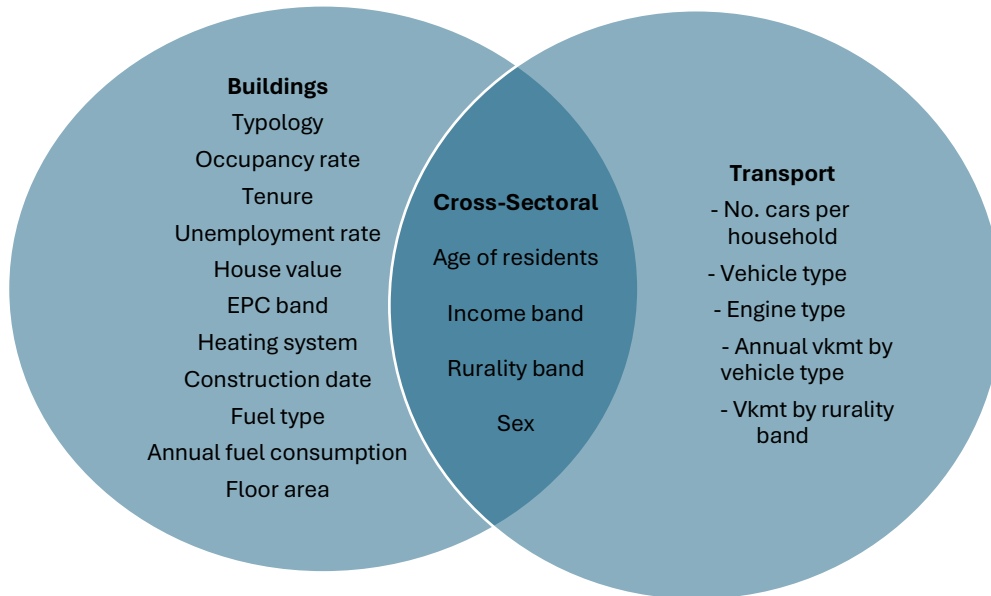 Buildings
Typology
Occupancy rate
Tenure
Unemployment rate
House value
EPC band
Heating system
Construction date
Fuel type
Annual fuel consumption
Floor area
Cross-Sectoral
Age of residents
Income band
Rurality band
Sex
Transport
- No. cars per
household
- Vehicle type
- Engine type
- Annual vkmt by
vehicle type
- Vkmt by rurality
band